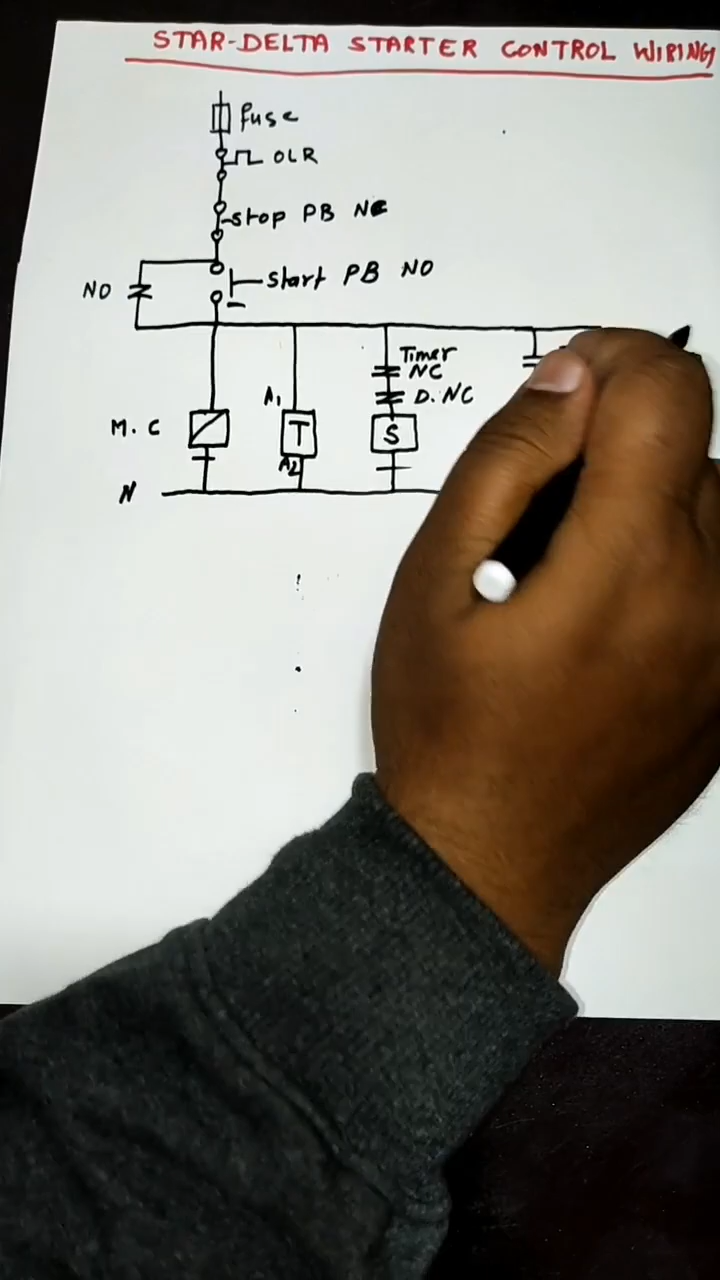 STAR-DELTA STARTER CONTROL WIRING
fuse
OLR
stop PB NC
start PB NO
NO
Timer
NC
D. NC
A1
M. C
T
S
A2
N